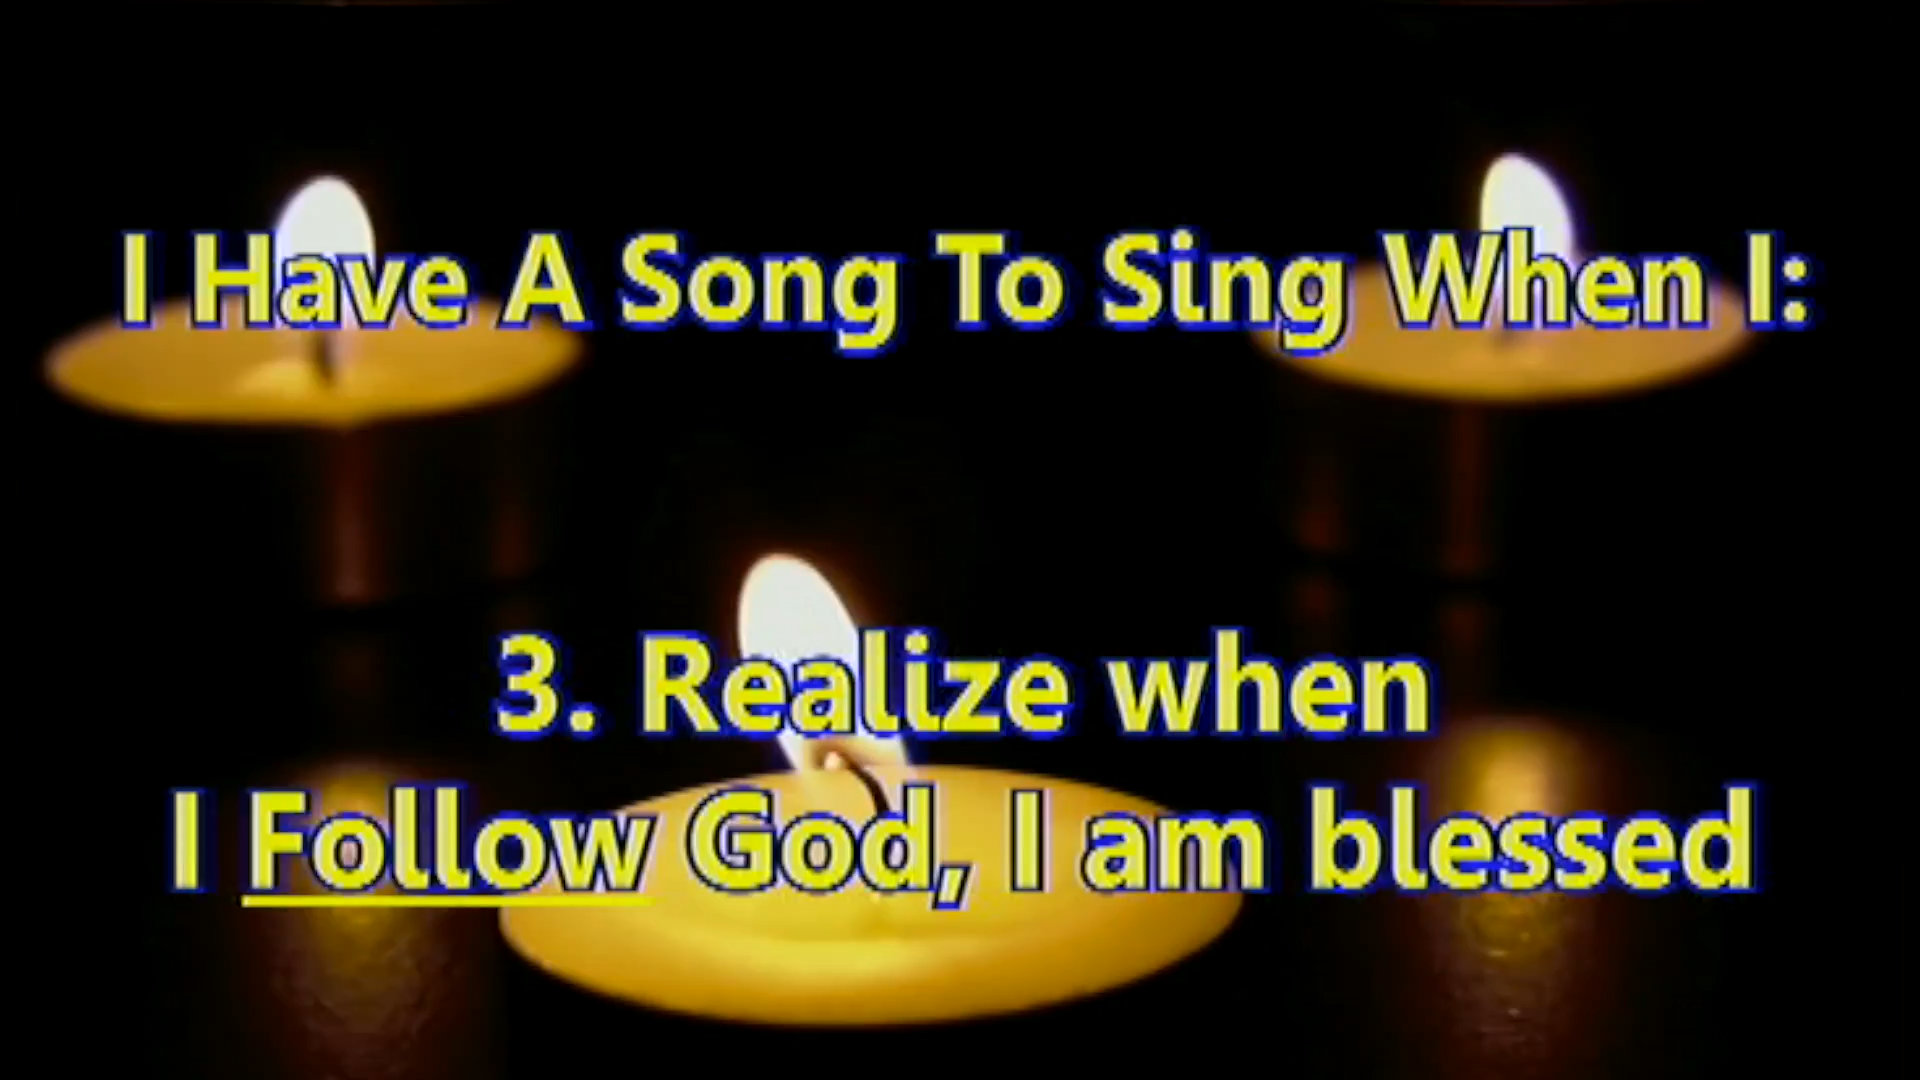 I Have A Song To Sing When I:
3. Realize when
I Follow God, I am blessed